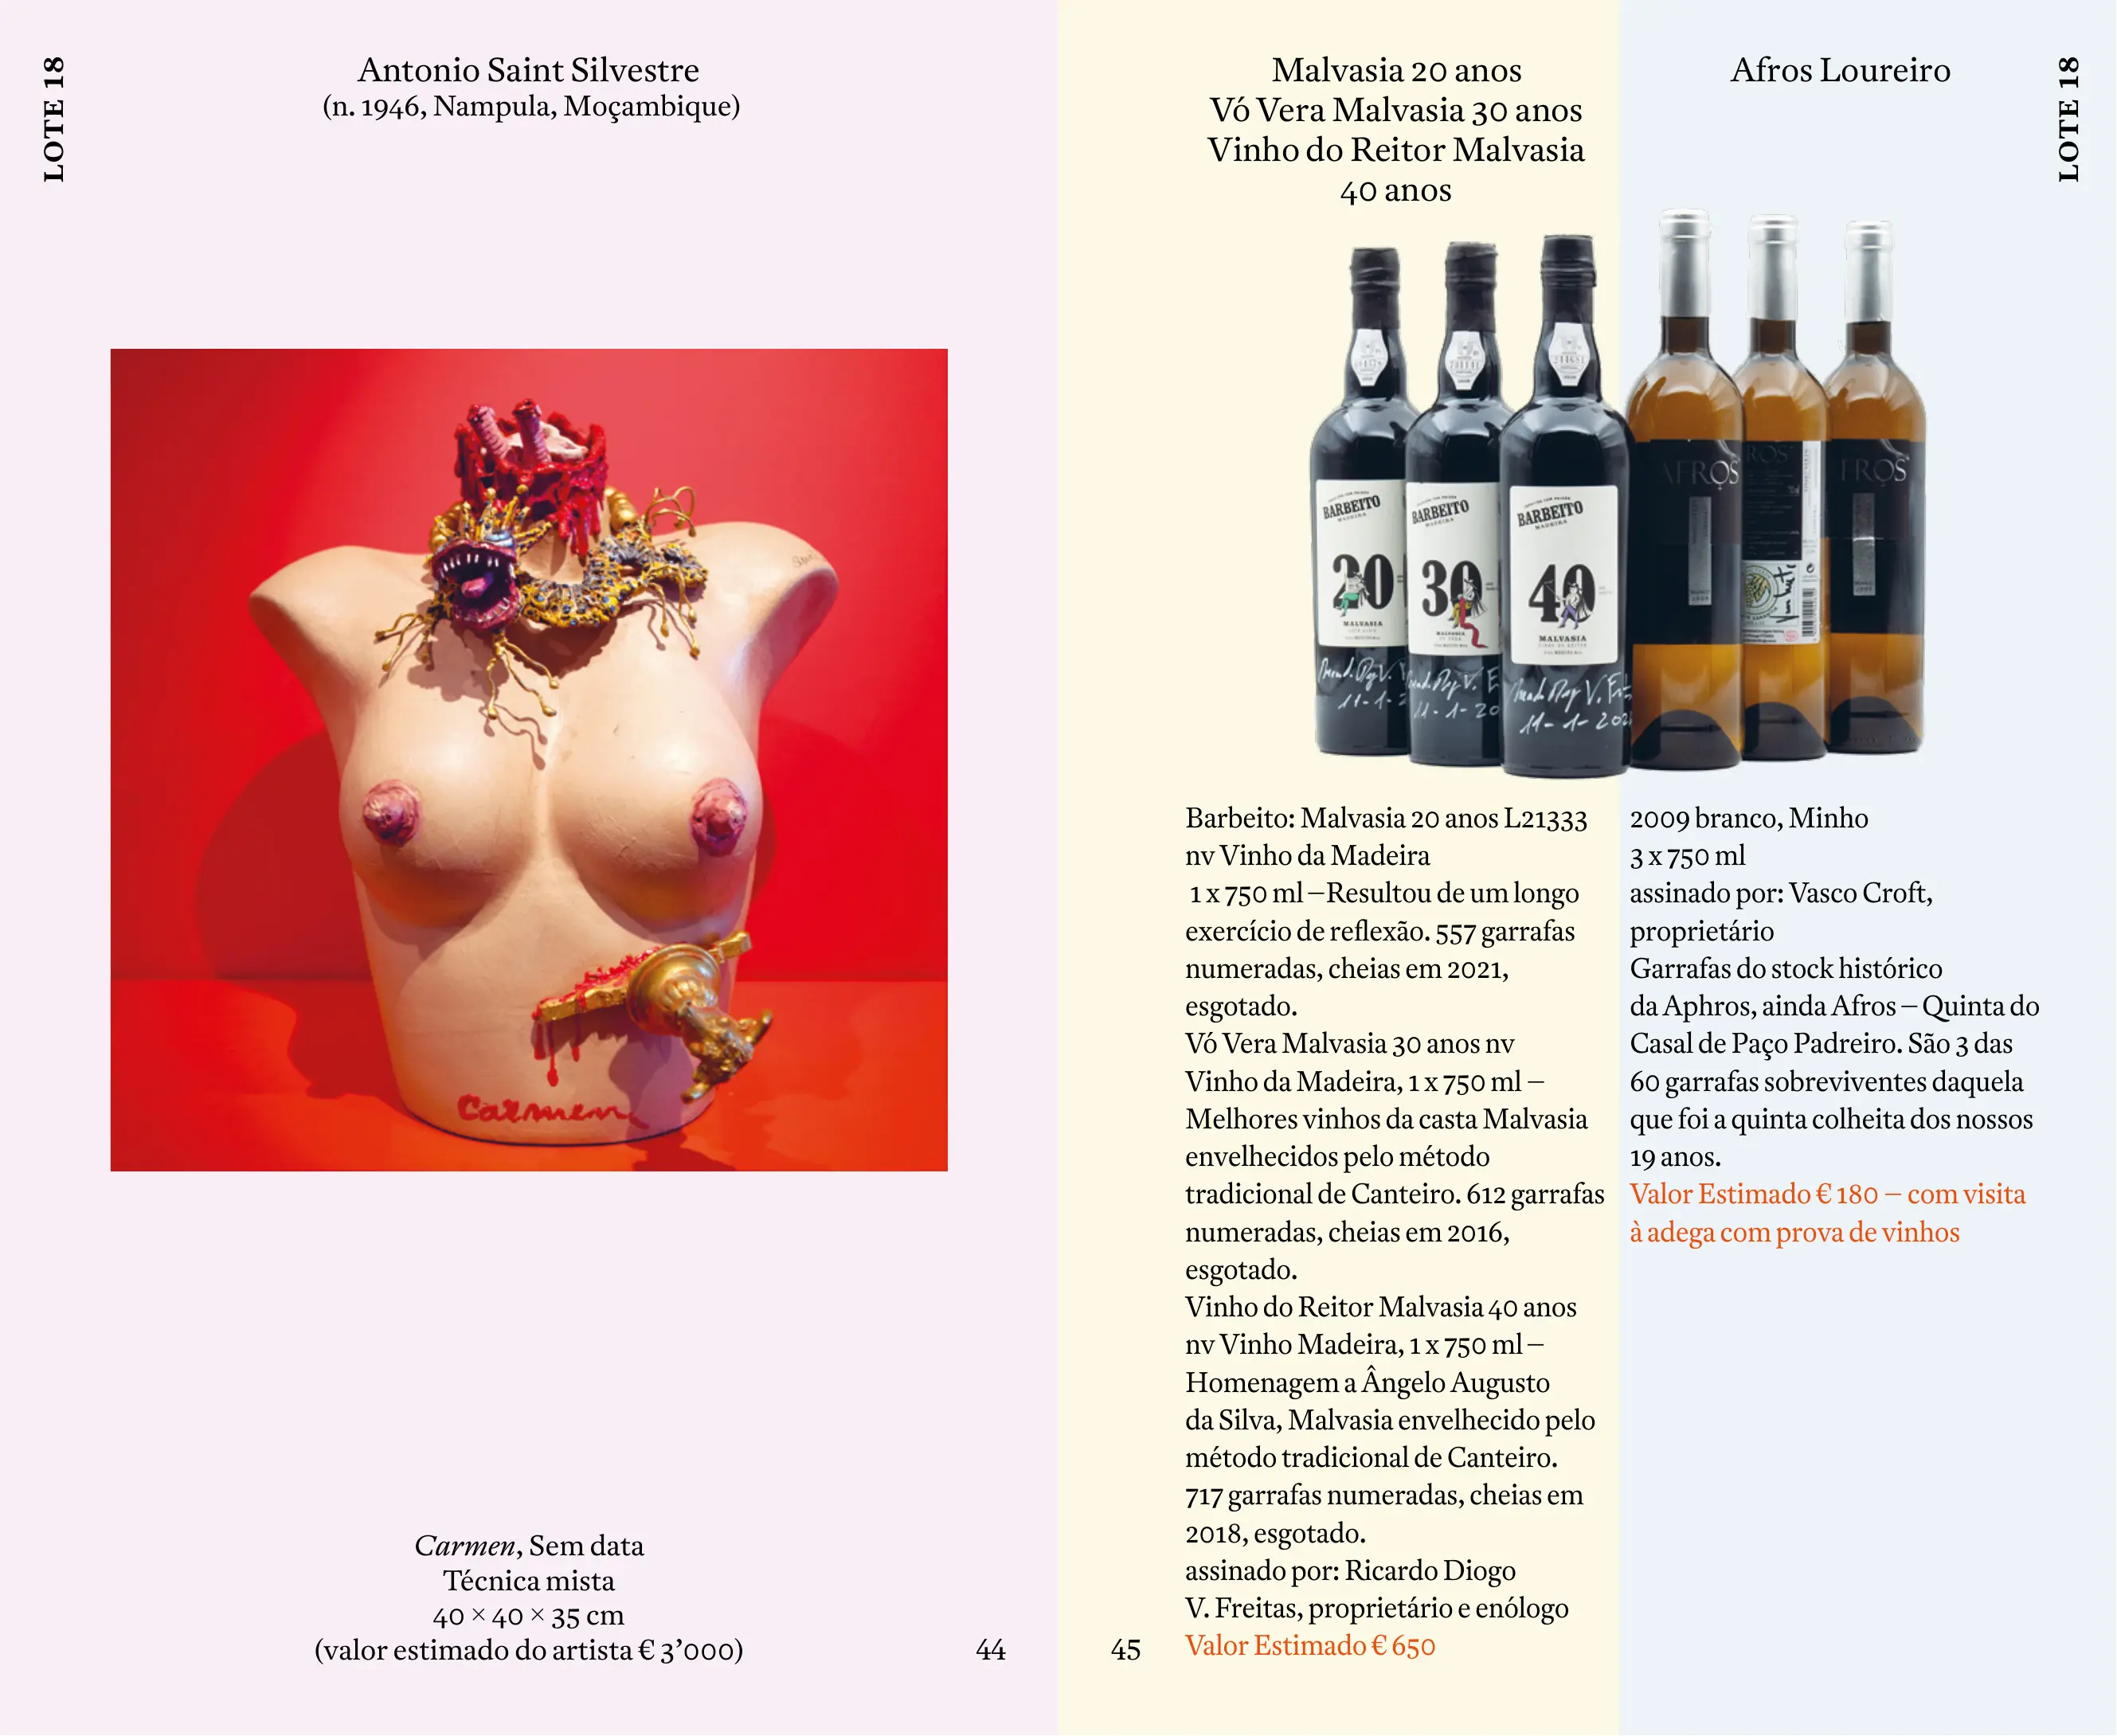 LOTE 18
Antonio Saint Silvestre
(n. 1946, Nampula, Moçambique)
Carmen
Carmen, Sem data
Técnica mista
40 × 40 × 35 cm
(valor estimado do artista € 3’000)
44
Malvasia 20 anos
Vó Vera Malvasia 30 anos
Vinho do Reitor Malvasia
40 anos
BARBEITO
MADEIRA
20
MALVASIA
BARBEITO
MADEIRA
30
MALVASIA
BARBEITO
MADEIRA
40
MALVASIA
11-1-20
Barbeito: Malvasia 20 anos L21333
nv Vinho da Madeira
1 x 750 ml – Resultou de um longo
exercício de reflexão. 557 garrafas
numeradas, cheias em 2021,
esgotado.
Vó Vera Malvasia 30 anos nv
Vinho da Madeira, 1 x 750 ml –
Melhores vinhos da casta Malvasia
envelhecidos pelo método
tradicional de Canteiro. 612 garrafas
numeradas, cheias em 2016,
esgotado.
Vinho do Reitor Malvasia 40 anos
nv Vinho Madeira, 1 x 750 ml –
Homenagem a Ângelo Augusto
da Silva, Malvasia envelhecido pelo
método tradicional de Canteiro.
717 garrafas numeradas, cheias em
2018, esgotado.
assinado por: Ricardo Diogo
V. Freitas, proprietário e enólogo
Valor Estimado € 650
45
Afros Loureiro
LOTE 18
AFROS
ROS
FROS
2009 branco, Minho
3 x 750 ml
assinado por: Vasco Croft,
proprietário
Garrafas do stock histórico
da Aphros, ainda Afros – Quinta do
Casal de Paço Padreiro. São 3 das
60 garrafas sobreviventes daquela
que foi a quinta colheita dos nossos
19 anos.
Valor Estimado € 180 – com visita
à adega com prova de vinhos